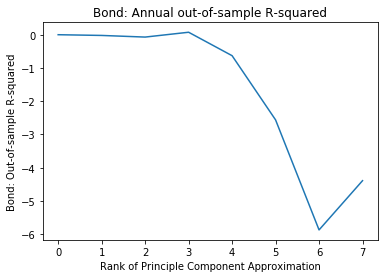 Bond: Annual out-of-sample R-squared
Bond: Out-of-sample R-squared
0
−1
−2
−3
−4
−5
−6
0 1 2 3 4 5 6 7
Rank of Principle Component Approximation